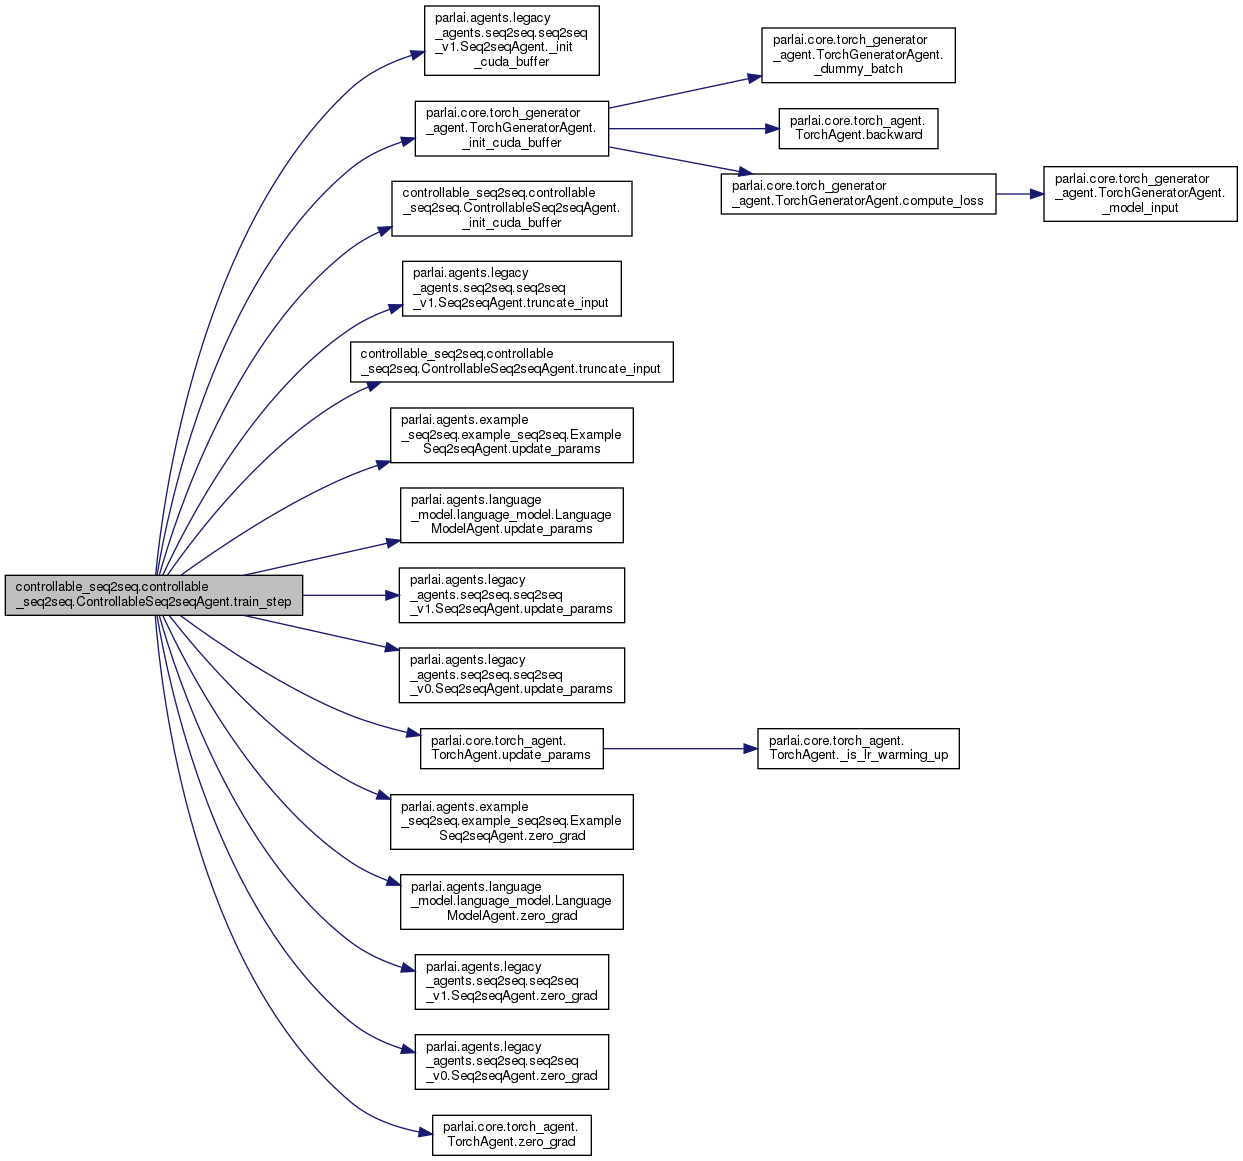 parlai.agents.legacy
_agents.seq2seq.seq2seq
_v1.Seq2seqAgent._init
_cuda_buffer
parlai.core.torch_generator
_agent.TorchGeneratorAgent.
_dummy_batch
parlai.core.torch_generator
_agent.TorchGeneratorAgent.
_init_cuda_buffer
parlai.core.torch_agent.
TorchAgent.backward
parlai.core.torch_generator
_agent.TorchGeneratorAgent.compute_loss
parlai.core.torch_generator
_agent.TorchGeneratorAgent.
_model_input
controllable_seq2seq.controllable
_seq2seq.ControllableSeq2seqAgent.
_init_cuda_buffer
parlai.agents.legacy
_agents.seq2seq.seq2seq
_v1.Seq2seqAgent.truncate_input
controllable_seq2seq.controllable
_seq2seq.ControllableSeq2seqAgent.truncate_input
parlai.agents.example
_seq2seq.example_seq2seq.Example
Seq2seqAgent.update_params
parlai.agents.language
_model.language_model.Language
ModelAgent.update_params
controllable_seq2seq.controllable
_seq2seq.ControllableSeq2seqAgent.train_step
parlai.agents.legacy
_agents.seq2seq.seq2seq
_v1.Seq2seqAgent.update_params
parlai.agents.legacy
_agents.seq2seq.seq2seq
_v0.Seq2seqAgent.update_params
parlai.core.torch_agent.
TorchAgent.update_params
parlai.core.torch_agent.
TorchAgent._is_lr_warming_up
parlai.agents.example
_seq2seq.example_seq2seq.Example
Seq2seqAgent.zero_grad
parlai.agents.language
_model.language_model.Language
ModelAgent.zero_grad
parlai.agents.legacy
_agents.seq2seq.seq2seq
_v1.Seq2seqAgent.zero_grad
parlai.agents.legacy
_agents.seq2seq.seq2seq
_v0.Seq2seqAgent.zero_grad
parlai.core.torch_agent.
TorchAgent.zero_grad